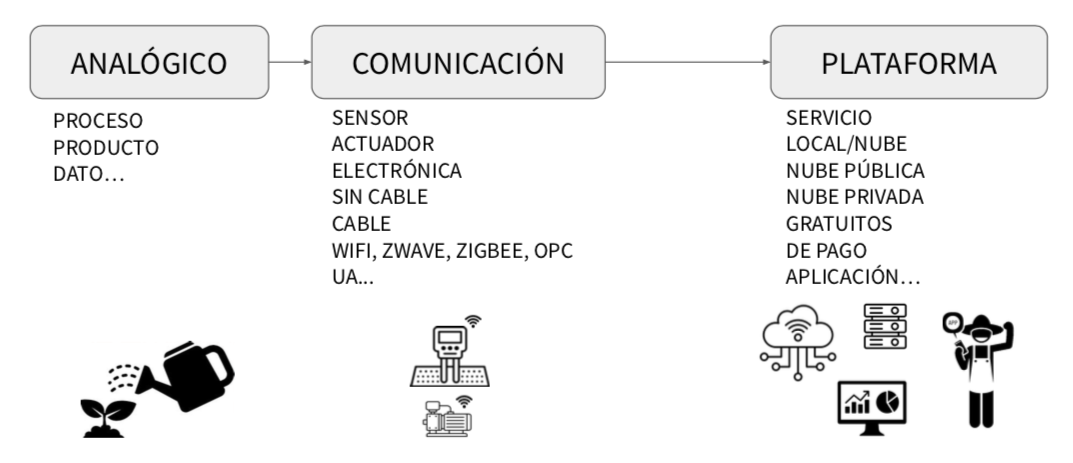 ANALÓGICO
PROCESO
PRODUCTO
DATO...
COMUNICACIÓN
SENSOR
ACTUADOR
ELECTRÓNICA
SIN CABLE
CABLE
WIFI, ZWAVE, ZIGBEE, OPC
UA...
PLATAFORMA
SERVICIO
LOCAL/NUBE
NUBE PÚBLICA
NUBE PRIVADA
GRATUITOS
DE PAGO
APLICACIÓN...
APP